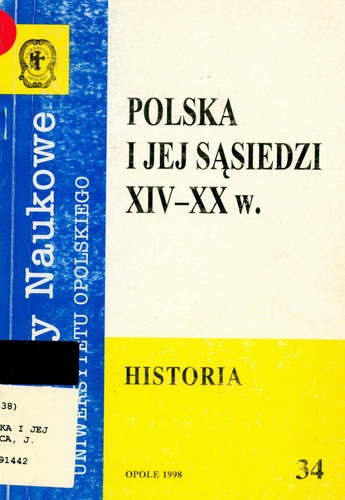 POLSKA
I JEJ SĄSIEDZI
XIV–XX w.
HISTORIA
OPOLE 1998
34
y Naukowe
UNIWERSYTETU OPOLSKIEGO
38)
KA I JEJ
CA, J.
91442